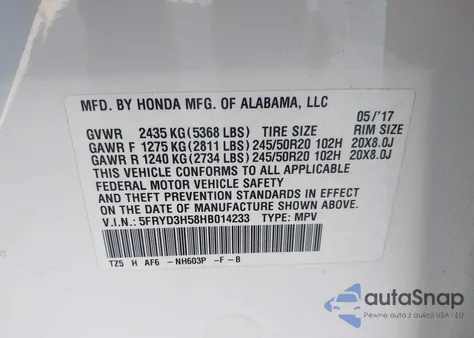 MFD. BY HONDA MFG. OF ALABAMA, LLC
05/'17
GVWR 2435 KG (5368 LBS) TIRE SIZE RIM SIZE
GAWR F 1275 KG (2811 LBS) 245/50R20 102H 20X8.0J
GAWR R 1240 KG (2734 LBS) 245/50R20 102H 20X8.0J
THIS VEHICLE CONFORMS TO ALL APPLICABLE
FEDERAL MOTOR VEHICLE SAFETY
AND THEFT PREVENTION STANDARDS IN EFFECT
ON THE DATE OF MANUFACTURE SHOWN ABOVE.
V.I.N.: 5FRYD3H58HB014233 TYPE: MPV
TZ5 H AF6 -NH603P -F-B
autoSnap
Pewne auta z aukcji USA i EU